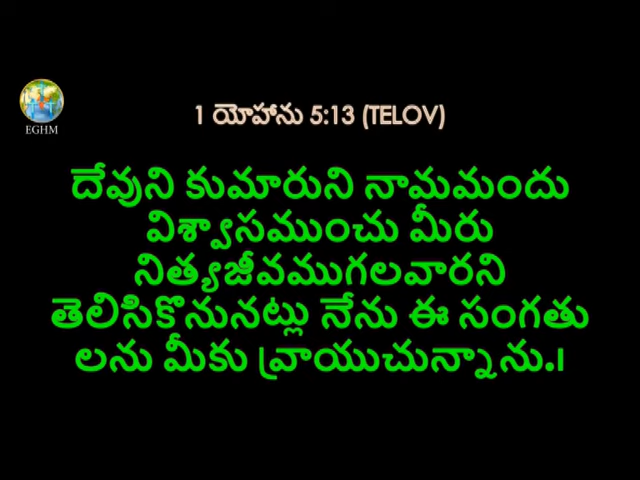 EGHM
1 యోహాను 5:13 (TELOV)
దేవుని కుమారుని నామమందు
విశ్వాసముంచు మీరు
నిత్యజీవముగలవారని
తెలిసికొనునట్లు నేను ఈ సంగతు
లను మీకు వ్రాయుచున్నాను.।